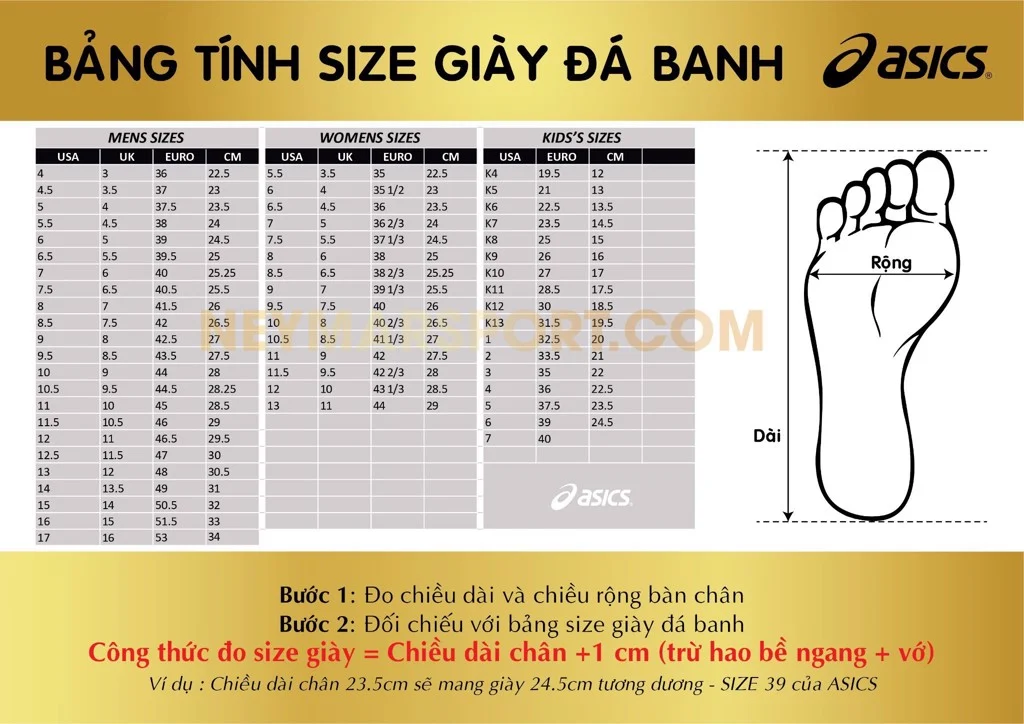 BẢNG TÍNH SIZE GIÀY ĐÁ BANH asics®
MENS SIZES WOMENS SIZES KIDS'S SIZES
USA UK EURO CM USA UK EURO CM USA EURO CM
4 3 36 22.5 5.5 3.5 35 22.5 K4 19.5 12
4.5 3.5 37 23 6 4 35 1/2 23 K5 21 13
5 4 37.5 23.5 6.5 4.5 36 23.5 K6 22.5 13.5
5.5 4.5 38 24 7 5 36 2/3 24 K7 23.5 14.5
6 5 39 24.5 7.5 5.5 37 1/3 24.5 K8 25 15
6.5 5.5 39.5 25 8 6 38 25 K9 26 16
7 6 40 25.25 8.5 6.5 38 2/3 25.25 K10 27 17
7.5 6.5 40.5 25.5 9 7 39 1/3 25.5 K11 28.5 17.5
8 7 41.5 26 9.5 7.5 40 26 K12 30 18.5
8.5 7.5 42 26.5 10 8 40 2/3 26.5 K13 31.5 19.5
9 8 42.5 27 10.5 8.5 41 1/3 27 1 32.5 20
9.5 8.5 43.5 27.5 11 9 42 27.5 2 33.5 21
10 9 44 28 11.5 9.5 42 2/3 28 3 35 22
10.5 9.5 44.5 28.25 12 10 43 1/3 28.5 4 36 22.5
11 10 45 28.5 13 11 44 29 5 37.5 23.5
11.5 10.5 46 29 6 39 24.5
12 11 46.5 29.5 7 40
12.5 11.5 47 30
13 12 48 30.5
14 13.5 49 31
15 14 50.5 32
16 15 51.5 33
17 16 53 34
NEYMARSPORT.COM
asics
Rộng
Dài
Bước 1: Đo chiều dài và chiều rộng bàn chân
Bước 2: Đối chiếu với bảng size giày đá banh
Công thức đo size giày = Chiều dài chân +1 cm (trừ hao bề ngang + vớ)
Ví dụ : Chiều dài chân 23.5cm sẽ mang giày 24.5cm tương dương - SIZE 39 của ASICS